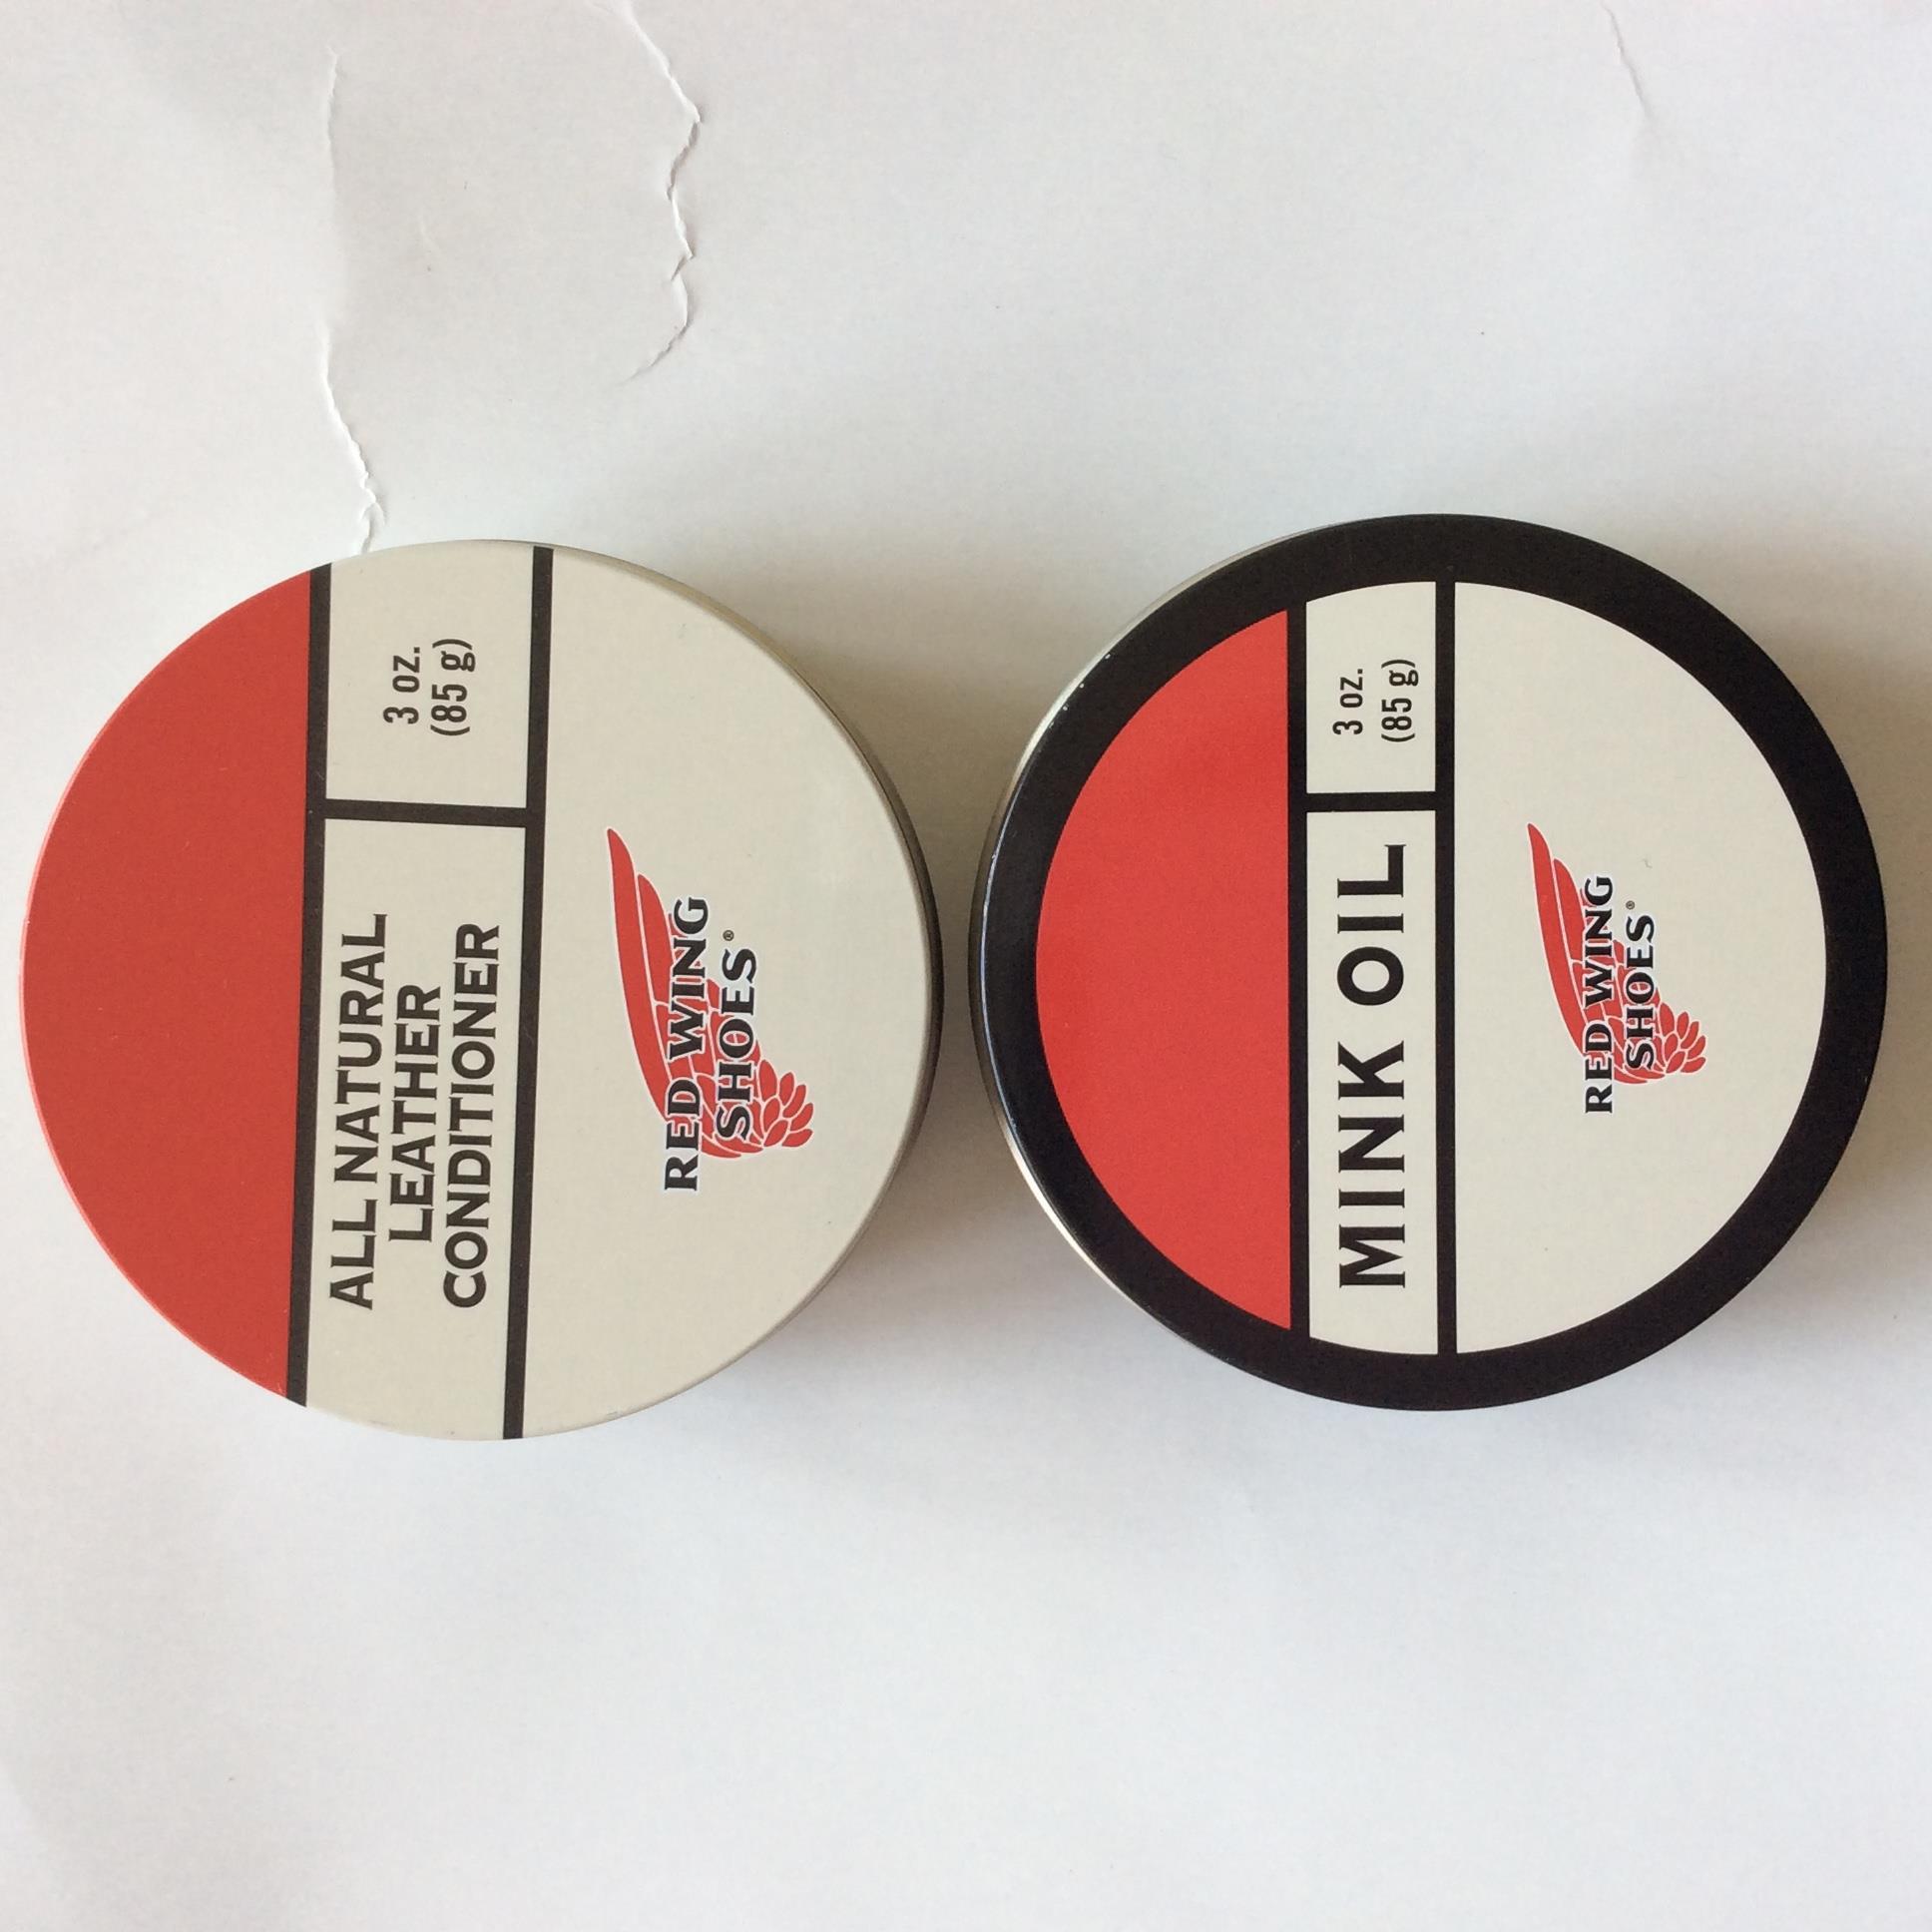 ALL NATURAL
LEATHER
CONDITIONER
3 oz.
(85 g)
RED WING
SHOES®
MINK OIL
3 oz.
(85 g)
RED WING
SHOES®